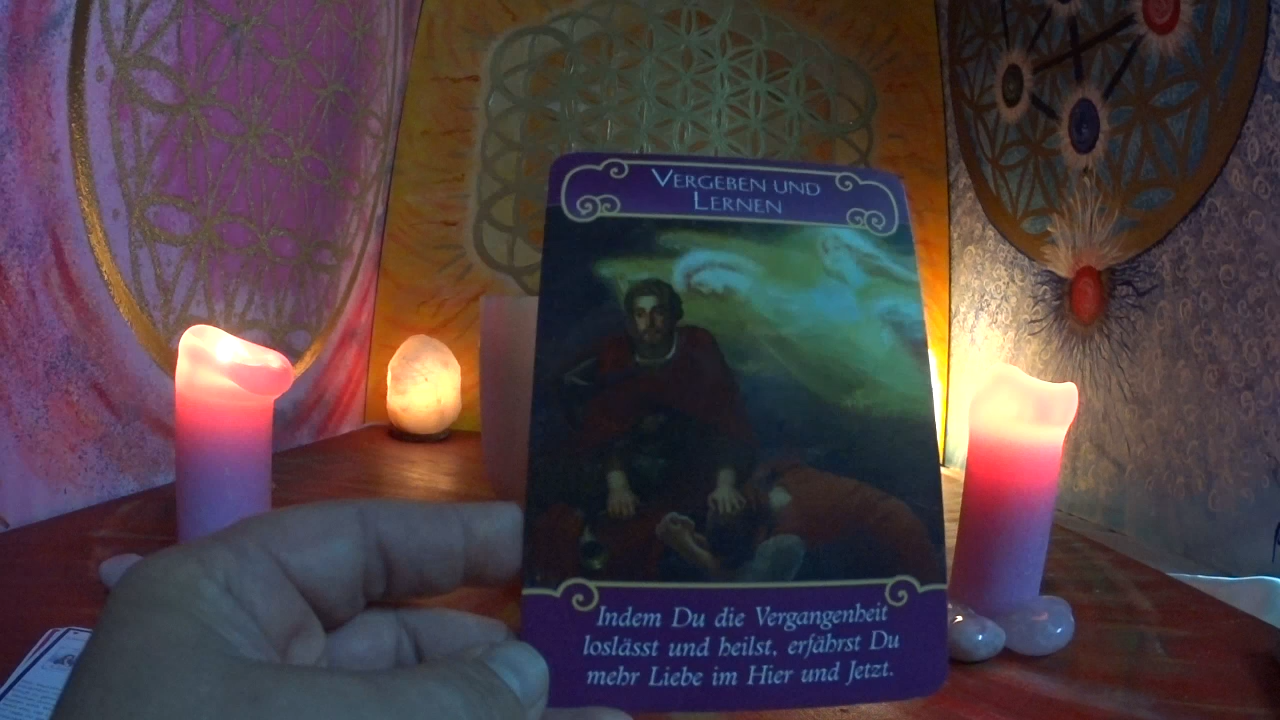 Vergeben und
Lernen
Indem Du die Vergangenheit
loslässt und heilst, erfährst Du
mehr Liebe im Hier und Jetzt.